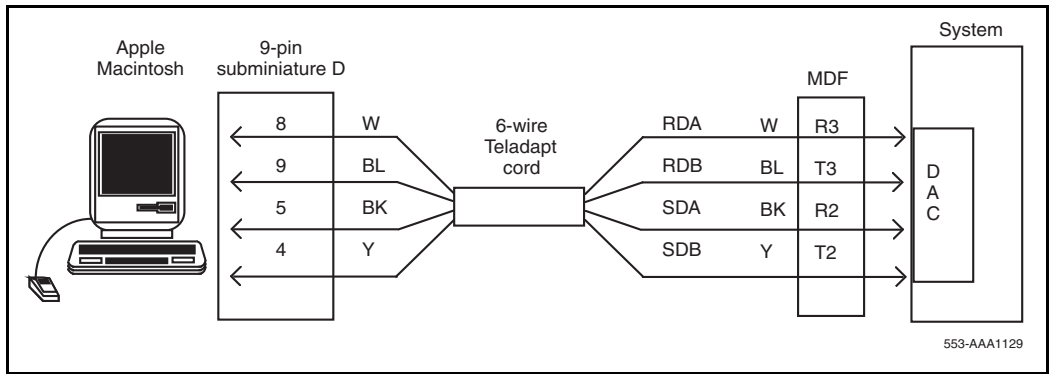 Apple
Macintosh
9-pin
subminiature D
System
MDF
6-wire
Teladapt
cord
8 W RDA W R3
9 BL RDB BL T3
5 BK SDA BK R2
4 Y SDB Y T2
D
A
C
553-AAA1129